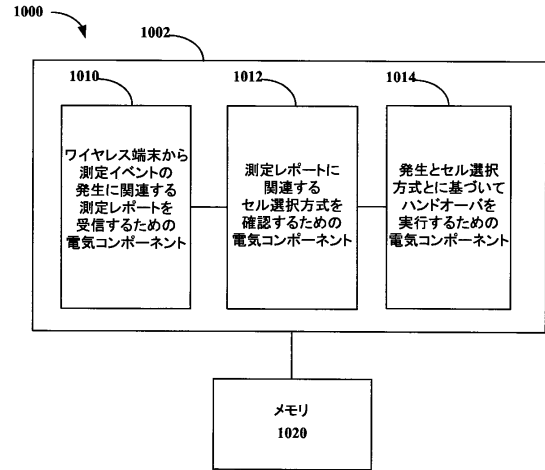 1000
1002
1010
1012
1014
ワイヤレス端末から
測定イベントの
発生に関連する
測定レポートを
受信するための
電気コンポーネント
測定レポートに
関連する
セル選択方式を
確認するための
電気コンポーネント
発生とセル選択
方式とに基づいて
ハンドオーバを
実行するための
電気コンポーネント
メモリ
1020